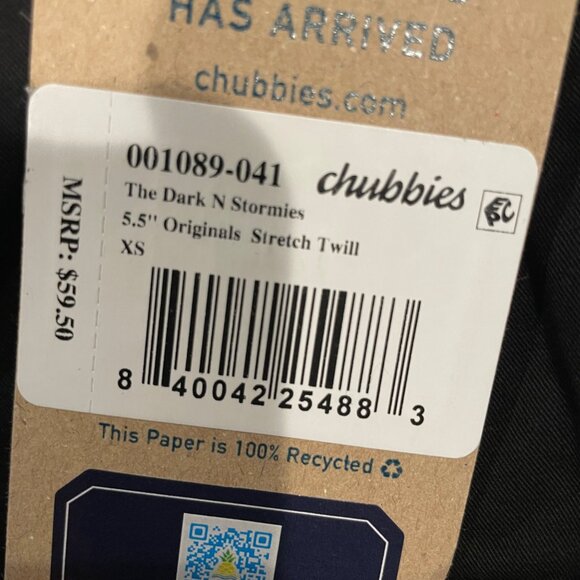 HAS ARRIVED
chubbies.com
001089-041
chubbies
The Dark N Stormies
5.5" Originals Stretch Twill
XS
MSRP: $59.50
8 40042 25488 3
This Paper is 100% Recycled